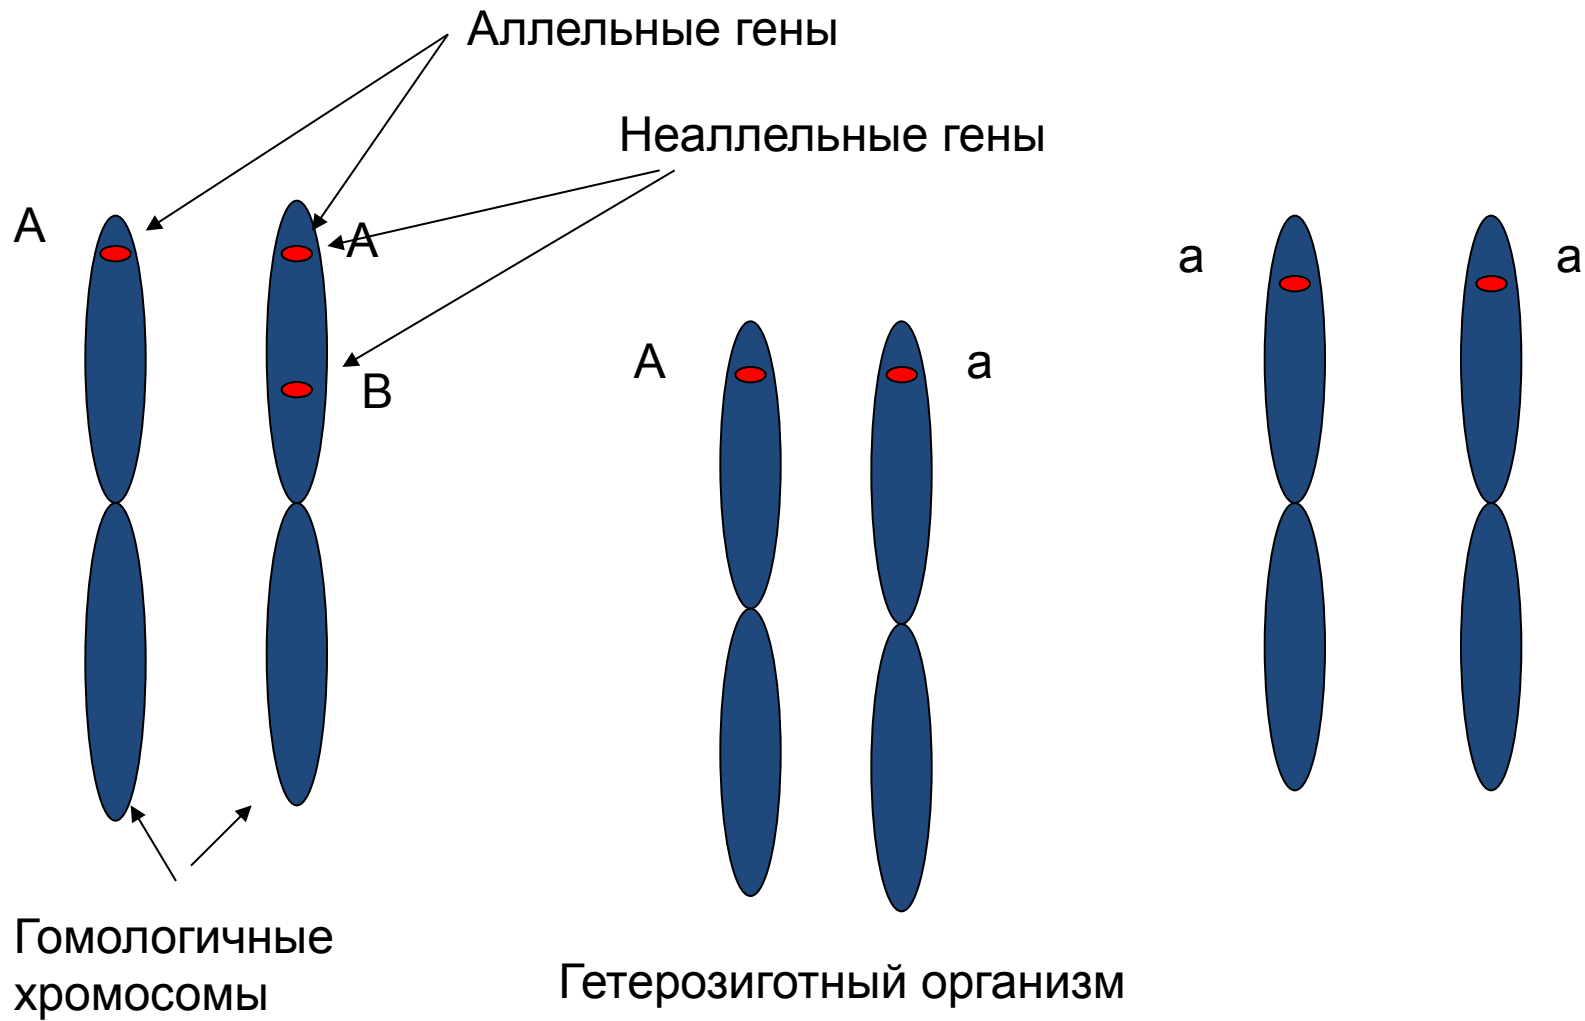 Аллельные гены
Неаллельные гены
А
А
В
А
а
а
а
Гомологичные
хромосомы
Гетерозиготный организм